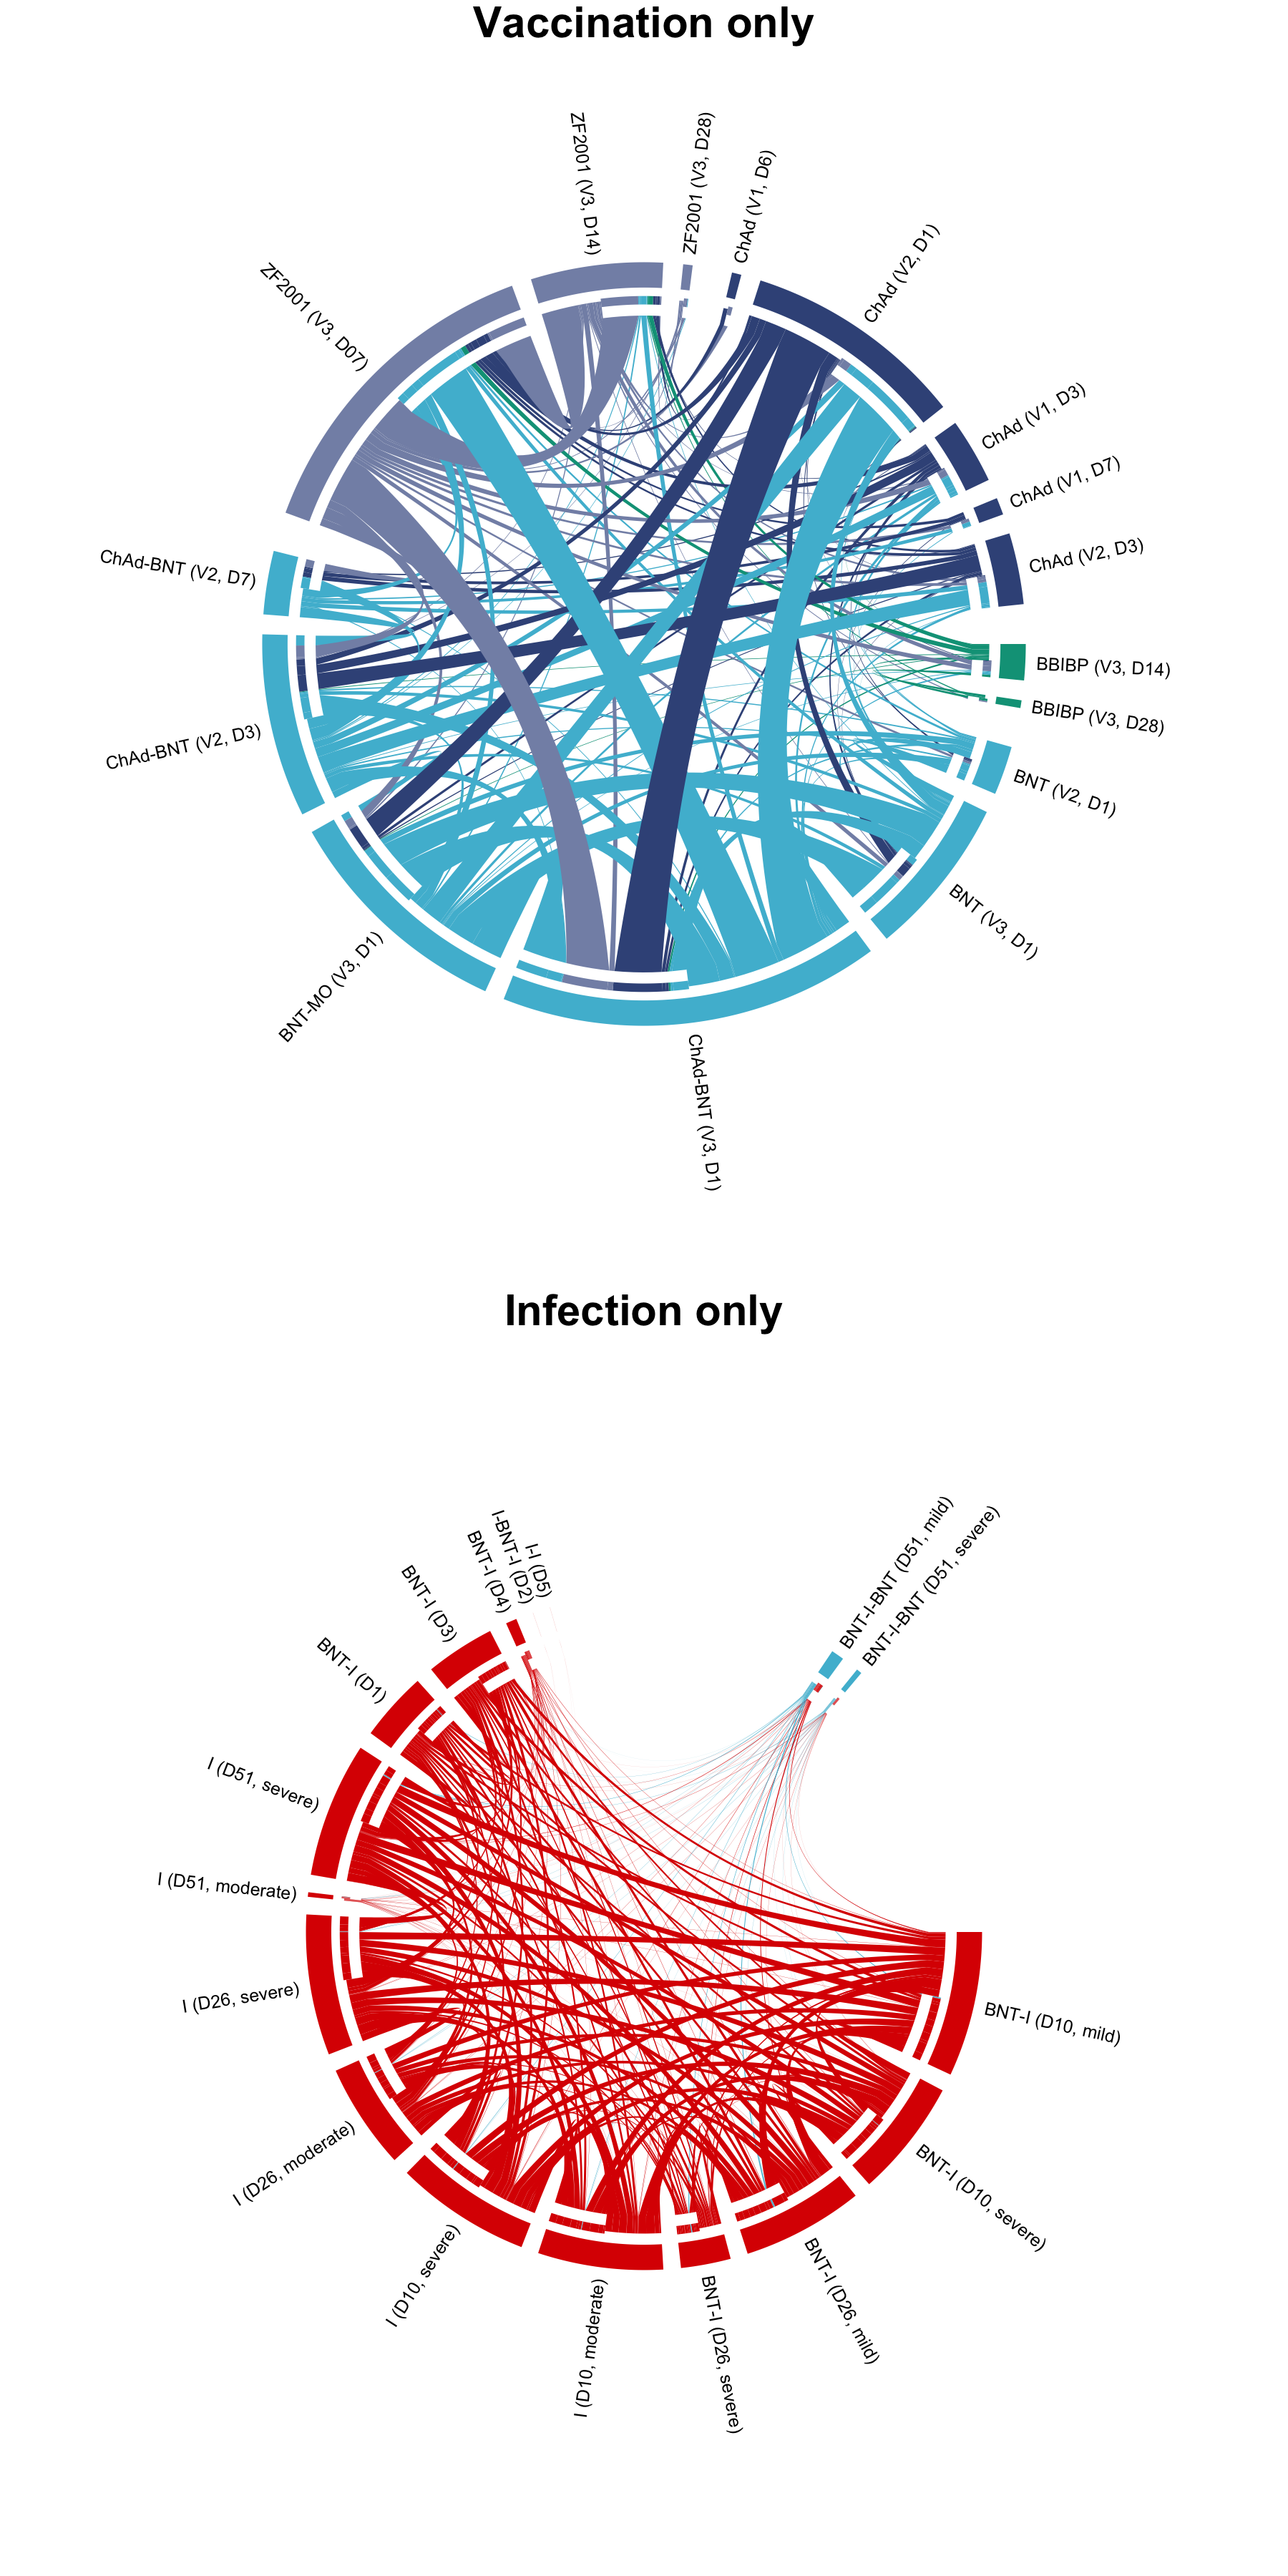 Vaccination only
ZF2001 (V3, D14)
ZF2001 (V3, D28)
ChAd (V1, D6)
ChAd (V2, D1)
ZF2001 (V3, D07)
ChAd (V1, D3)
ChAd (V1, D7)
ChAd (V2, D3)
ChAd-BNT (V2, D7)
BBIBP (V3, D14)
BBIBP (V3, D28)
ChAd-BNT (V2, D3)
BNT (V2, D1)
BNT (V3, D1)
BNT-MO (V3, D1)
ChAd-BNT (V3, D1)
Infection only
BNT-I-BNT (D51, mild)
BNT-I-BNT (D51, severe)
I-I (D5)
I-BNT-I (D2)
BNT-I (D4)
BNT-I (D3)
BNT-I (D1)
I (D51, severe)
I (D51, moderate)
I (D26, severe)
BNT-I (D10, mild)
I (D26, moderate)
BNT-I (D10, severe)
I (D10, severe)
BNT-I (D26, mild)
I (D10, moderate)
BNT-I (D26, severe)